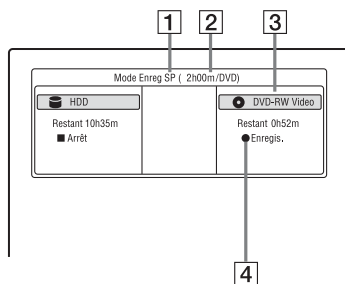 1 2 3
Mode Enreg SP ( 2h00m/DVD)
HDD
Restant 10h35m
■ Arrêt
DVD-RW Video
Restant 0h52m
● Enregis.
4